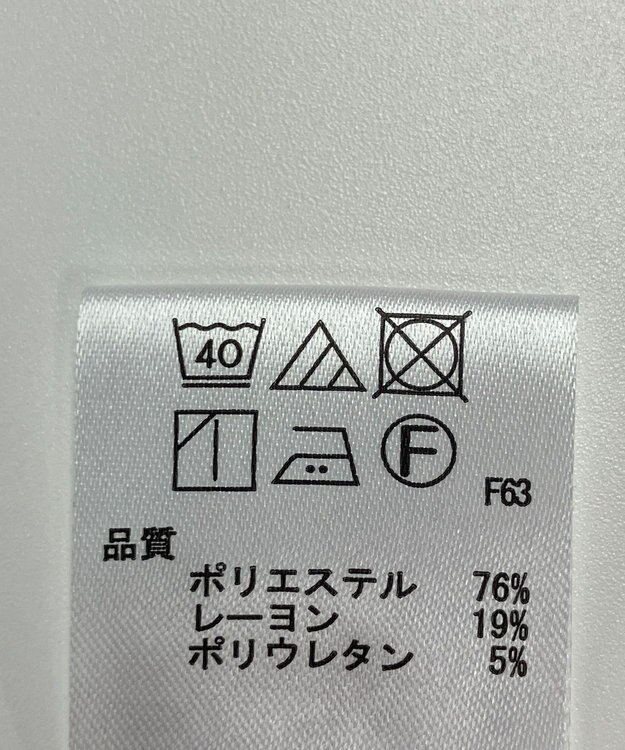 40
F
F63
品質
ポリエステル 76%
レーヨン 19%
ポリウレタン 5%